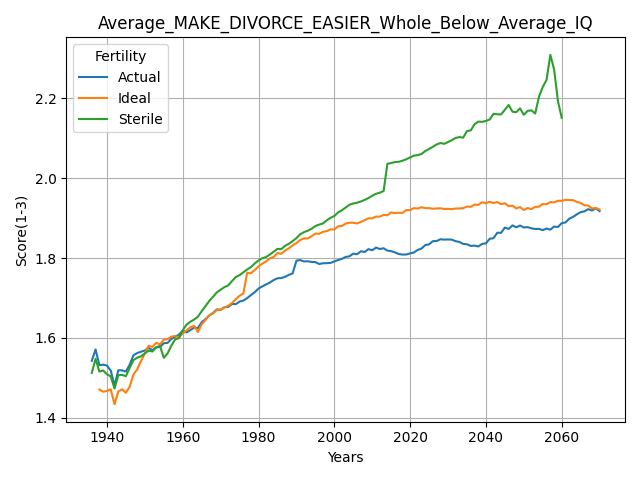 Average_MAKE_DIVORCE_EASIER_Whole_Below_Average_IQ
Fertility
Actual
Ideal
Sterile
Score(1-3)
2.2
2.0
1.8
1.6
1.4
1940 1960 1980 2000 2020 2040 2060
Years